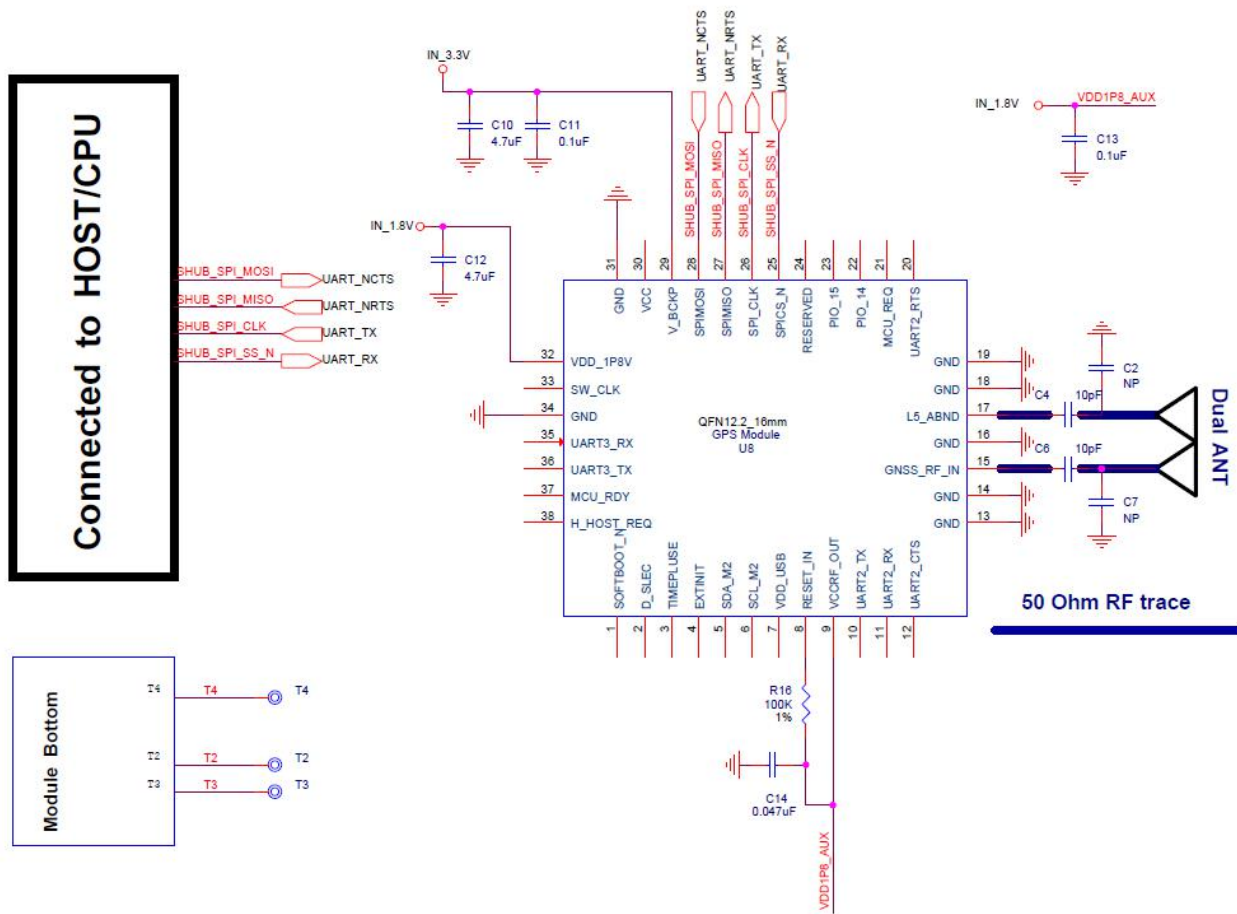 Connected to HOST/CPU
SHUB_SPI_MOSI
UART_NCTS
SHUB_SPI_MISO
UART_NRTS
SHUB_SPI_CLK
UART_TX
SHUB_SPI_SS_N
UART_RX
IN_3.3V
C10
4.7uF
C11
0.1uF
IN_1.8V
C12
4.7uF
UART_NCTS
UART_NRTS
UART_TX
UART_RX
SHUB_SPI_MOSI
SHUB_SPI_MISO
SHUB_SPI_CLK
SHUB_SPI_SS_N
IN_1.8V
VDD1P8_AUX
C13
0.1uF
31
30
29
28
27
26
25
24
23
22
21
20
GND
VCC
V_BCKP
SPIMOSI
SPIMISO
SPI_CLK
SPICS_N
RESERVED
PIO_15
PIO_14
MCU_REQ
UART2_RTS
32 VDD_1P8V
33 SW_CLK
34 GND
35 UART3_RX
36 UART3_TX
37 MCU_RDY
38 H_HOST_REQ
QFN12.2_16mm
GPS Module
U8
GND 19
GND 18
L5_ABND 17
GND 16
GNSS_RF_IN 15
GND 14
GND 13
C2
NP
C4
10pF
C6
10pF
C7
NP
Dual ANT
50 Ohm RF trace
SOFTBOOT_N
D_SLEC
TIMEPLUSE
EXTINIT
SDA_M2
SCL_M2
VDD_USB
RESET_IN
VCCRF_OUT
UART2_TX
UART2_RX
UART2_CTS
1
2
3
4
5
6
7
8
9
10
11
12
R16
100K
1%
C14
0.047uF
VDD1P8_AUX
Module Bottom
T4 T4 T4
T2 T2 T2
T3 T3 T3